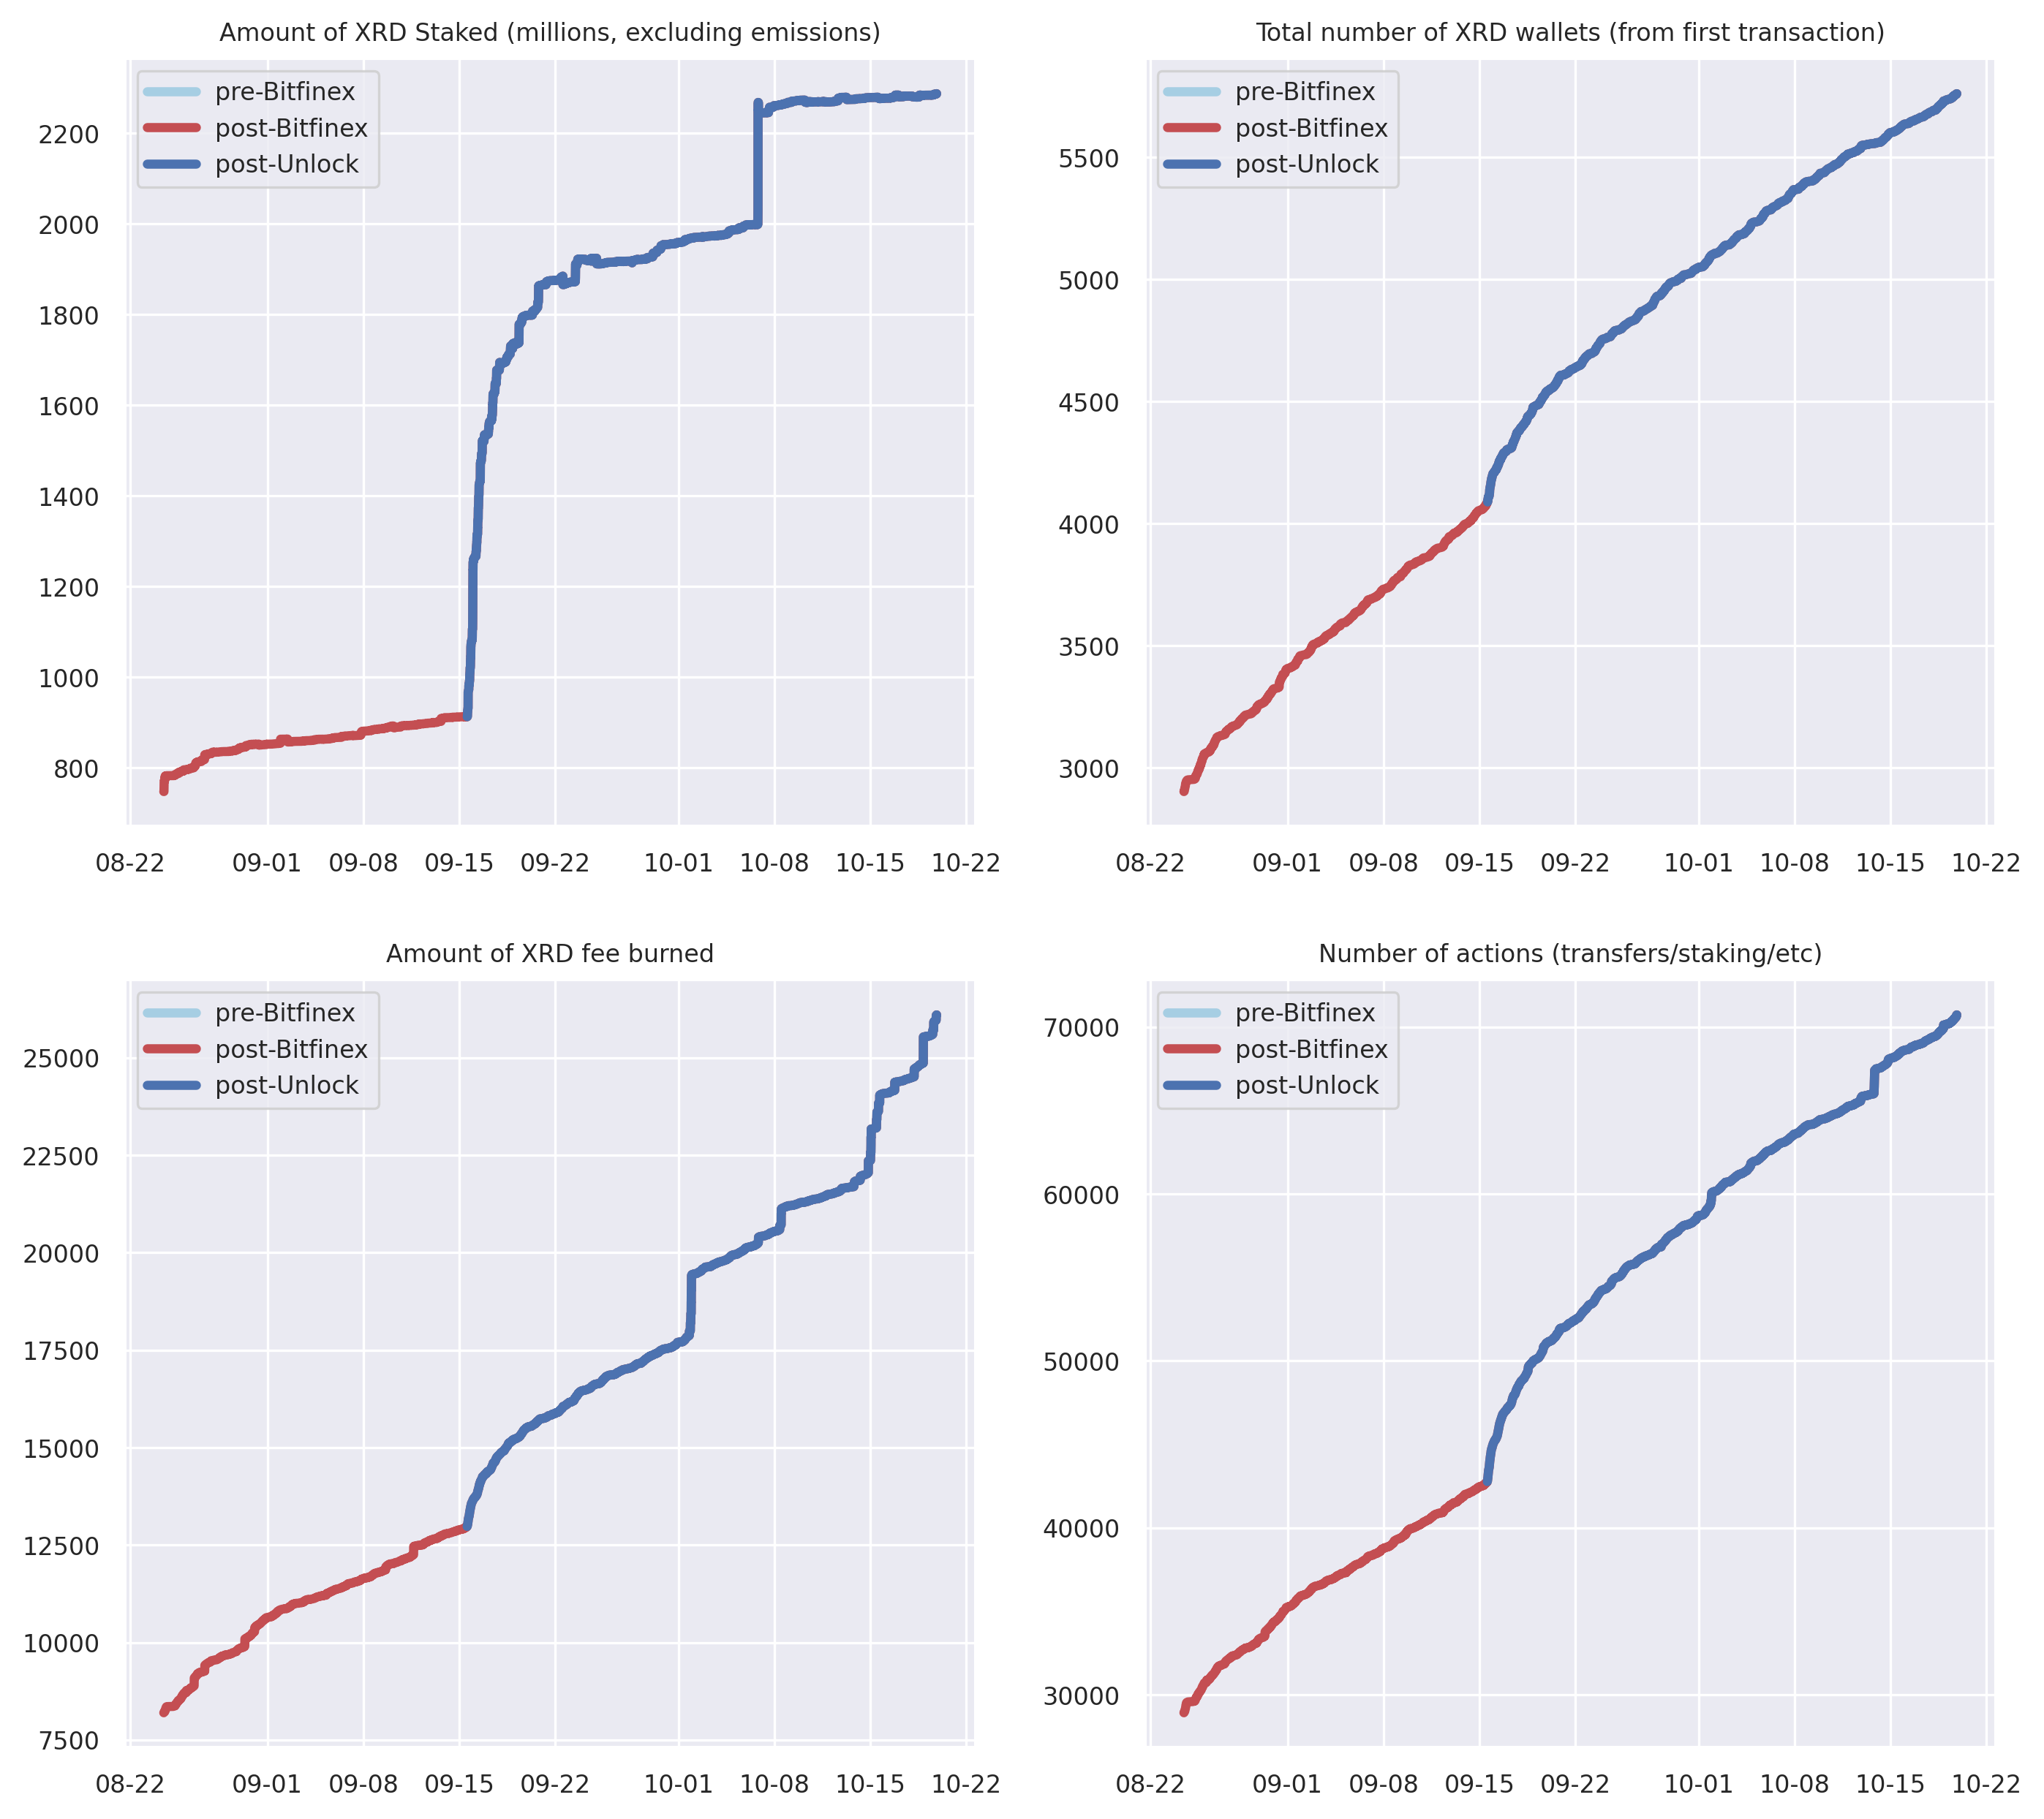 Amount of XRD Staked (millions, excluding emissions)
pre-Bitfinex
post-Bitfinex
post-Unlock
2200
2000
1800
1600
1400
1200
1000
800
08-22 09-01 09-08 09-15 09-22 10-01 10-08 10-15 10-22
Total number of XRD wallets (from first transaction)
pre-Bitfinex
post-Bitfinex
post-Unlock
5500
5000
4500
4000
3500
3000
08-22 09-01 09-08 09-15 09-22 10-01 10-08 10-15 10-22
Amount of XRD fee burned
pre-Bitfinex
post-Bitfinex
post-Unlock
25000
22500
20000
17500
15000
12500
10000
7500
08-22 09-01 09-08 09-15 09-22 10-01 10-08 10-15 10-22
Number of actions (transfers/staking/etc)
pre-Bitfinex
post-Bitfinex
post-Unlock
70000
60000
50000
40000
30000
08-22 09-01 09-08 09-15 09-22 10-01 10-08 10-15 10-22